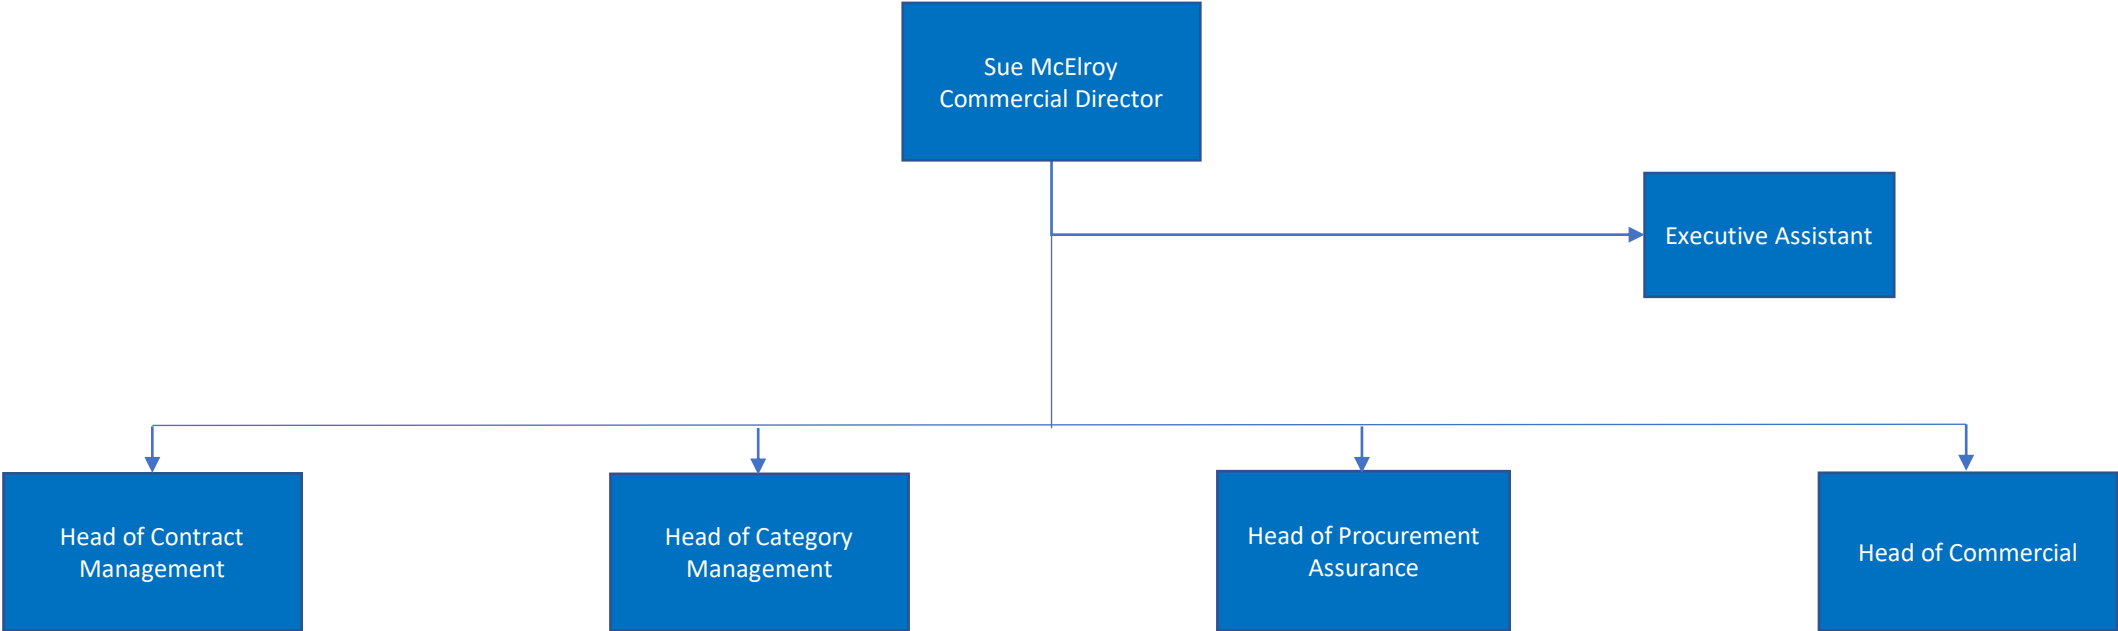 Sue McElroy
Commercial Director
Executive Assistant
Head of Contract
Management
Head of Category
Management
Head of Procurement
Assurance
Head of Commercial